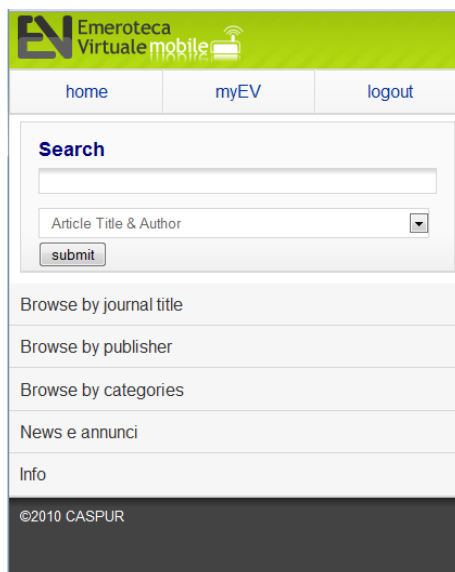 EV Emeroteca
Virtuale mobile
home myEV logout
Search
Article Title & Author
submit
Browse by journal title
Browse by publisher
Browse by categories
News e annunci
Info
©2010 CASPUR